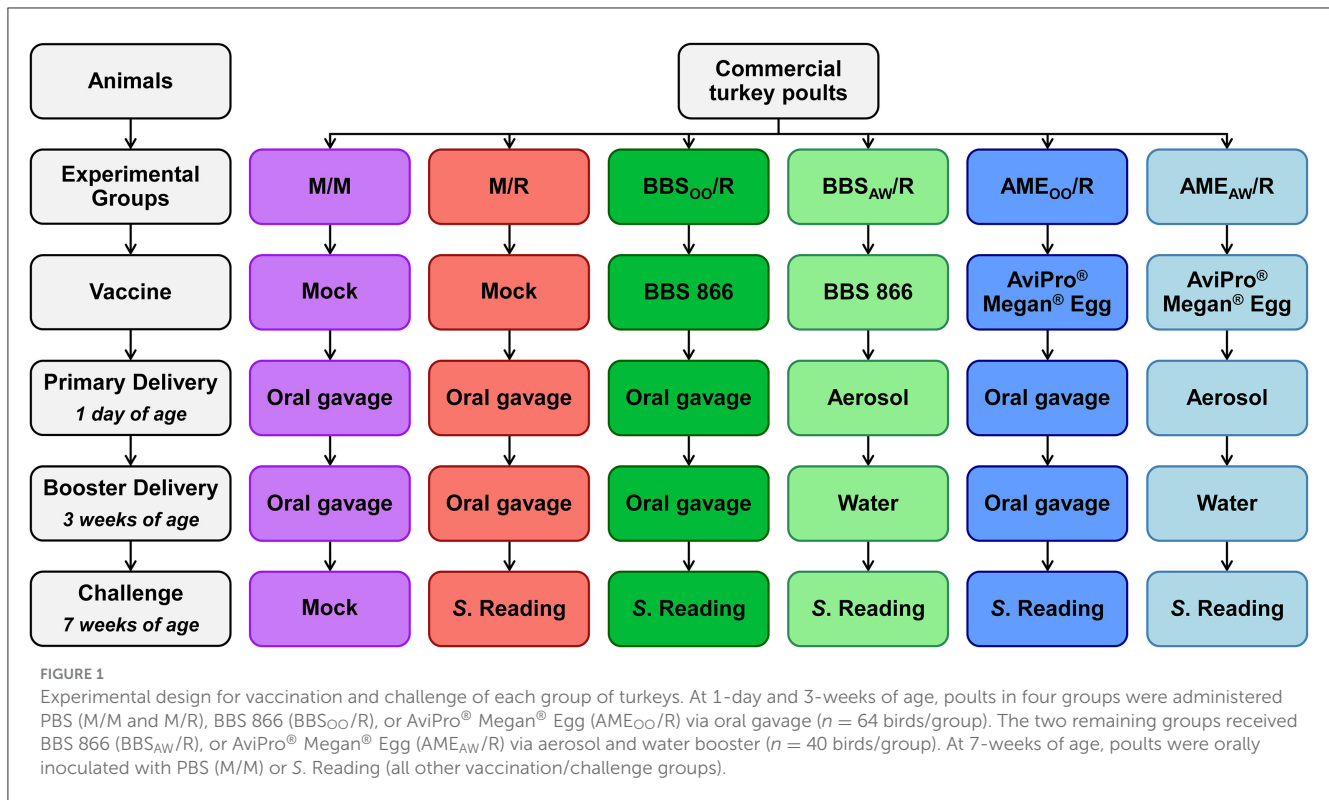 Animals
Commercial
turkey poults
Experimental
Groups
M/M
M/R
BBSOO/R
BBSAW/R
AMEOO/R
AMEAW/R
Vaccine
Mock
Mock
BBS 866
BBS 866
AviPro®
Megan® Egg
AviPro®
Megan® Egg
Primary Delivery
1 day of age
Oral gavage
Oral gavage
Oral gavage
Aerosol
Oral gavage
Aerosol
Booster Delivery
3 weeks of age
Oral gavage
Oral gavage
Oral gavage
Water
Oral gavage
Water
Challenge
7 weeks of age
Mock
S. Reading
S. Reading
S. Reading
S. Reading
S. Reading
FIGURE 1
Experimental design for vaccination and challenge of each group of turkeys. At 1-day and 3-weeks of age, poults in four groups were administered
PBS (M/M and M/R), BBS 866 (BBSOO/R), or AviPro® Megan® Egg (AMEOO/R) via oral gavage (n = 64 birds/group). The two remaining groups received
BBS 866 (BBSAW/R), or AviPro® Megan® Egg (AMEAW/R) via aerosol and water booster (n = 40 birds/group). At 7-weeks of age, poults were orally
inoculated with PBS (M/M) or S. Reading (all other vaccination/challenge groups).